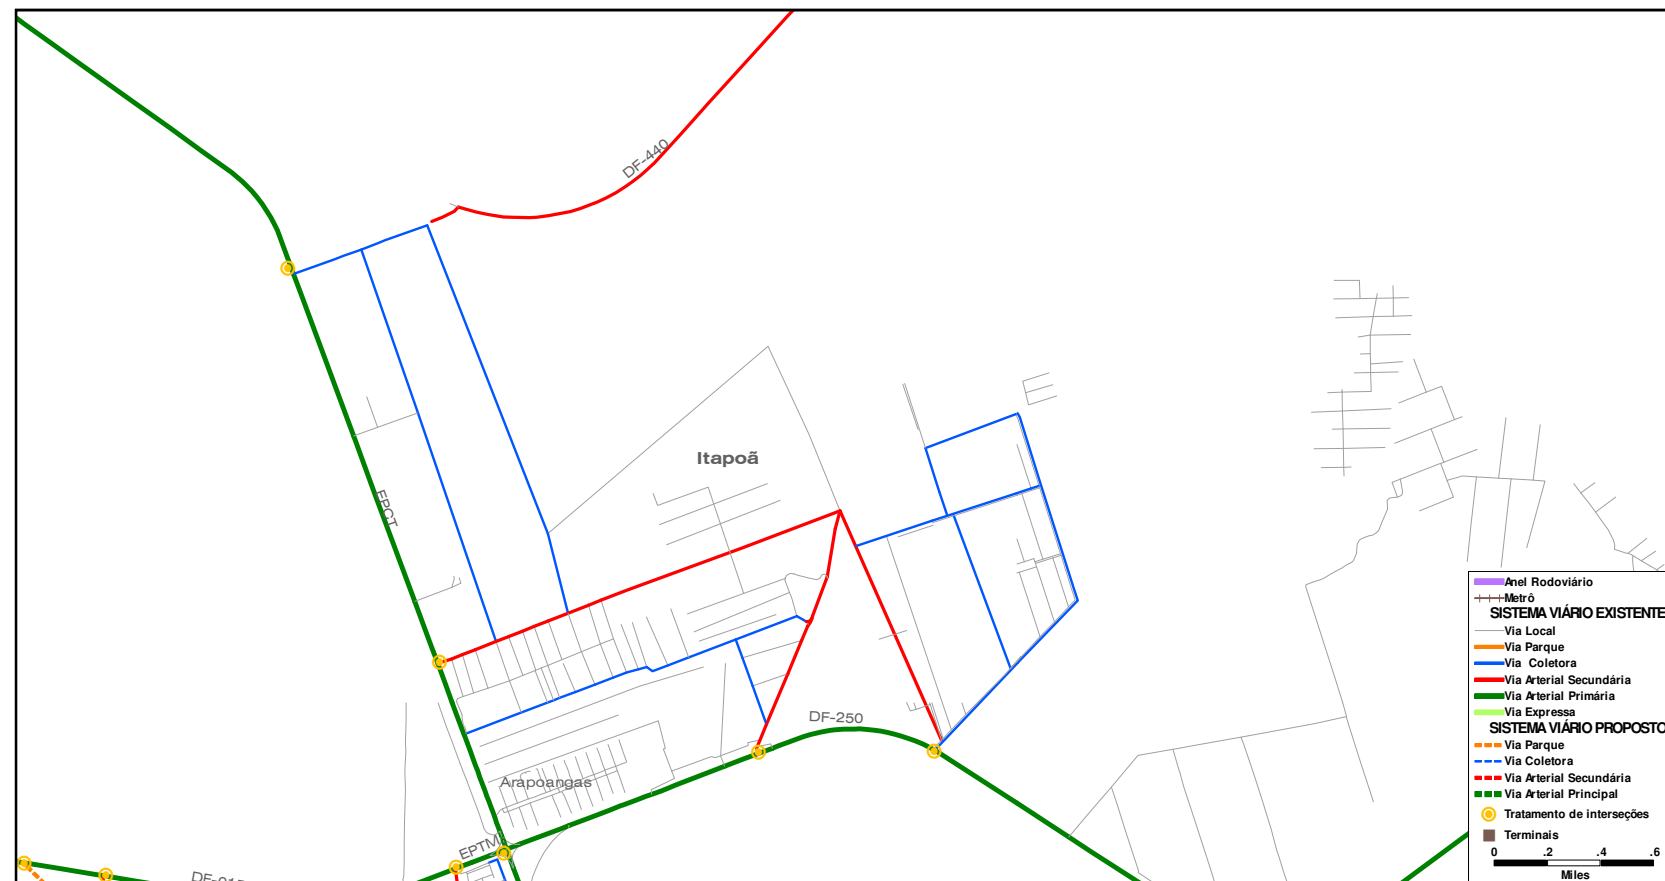 DF-440
Itapoã
EPCT
DF-250
Arapoangas
EPTM
Anel Rodoviário
Metrô
SISTEMA VIÁRIO EXISTENTE
Via Local
Via Parque
Via Coletora
Via Arterial Secundária
Via Arterial Primária
Via Expressa
SISTEMA VIÁRIO PROPOSTO
Via Parque
Via Coletora
Via Arterial Secundária
Via Arterial Principal
Tratamento de interseções
Terminais
0 .2 .4 .6
Miles